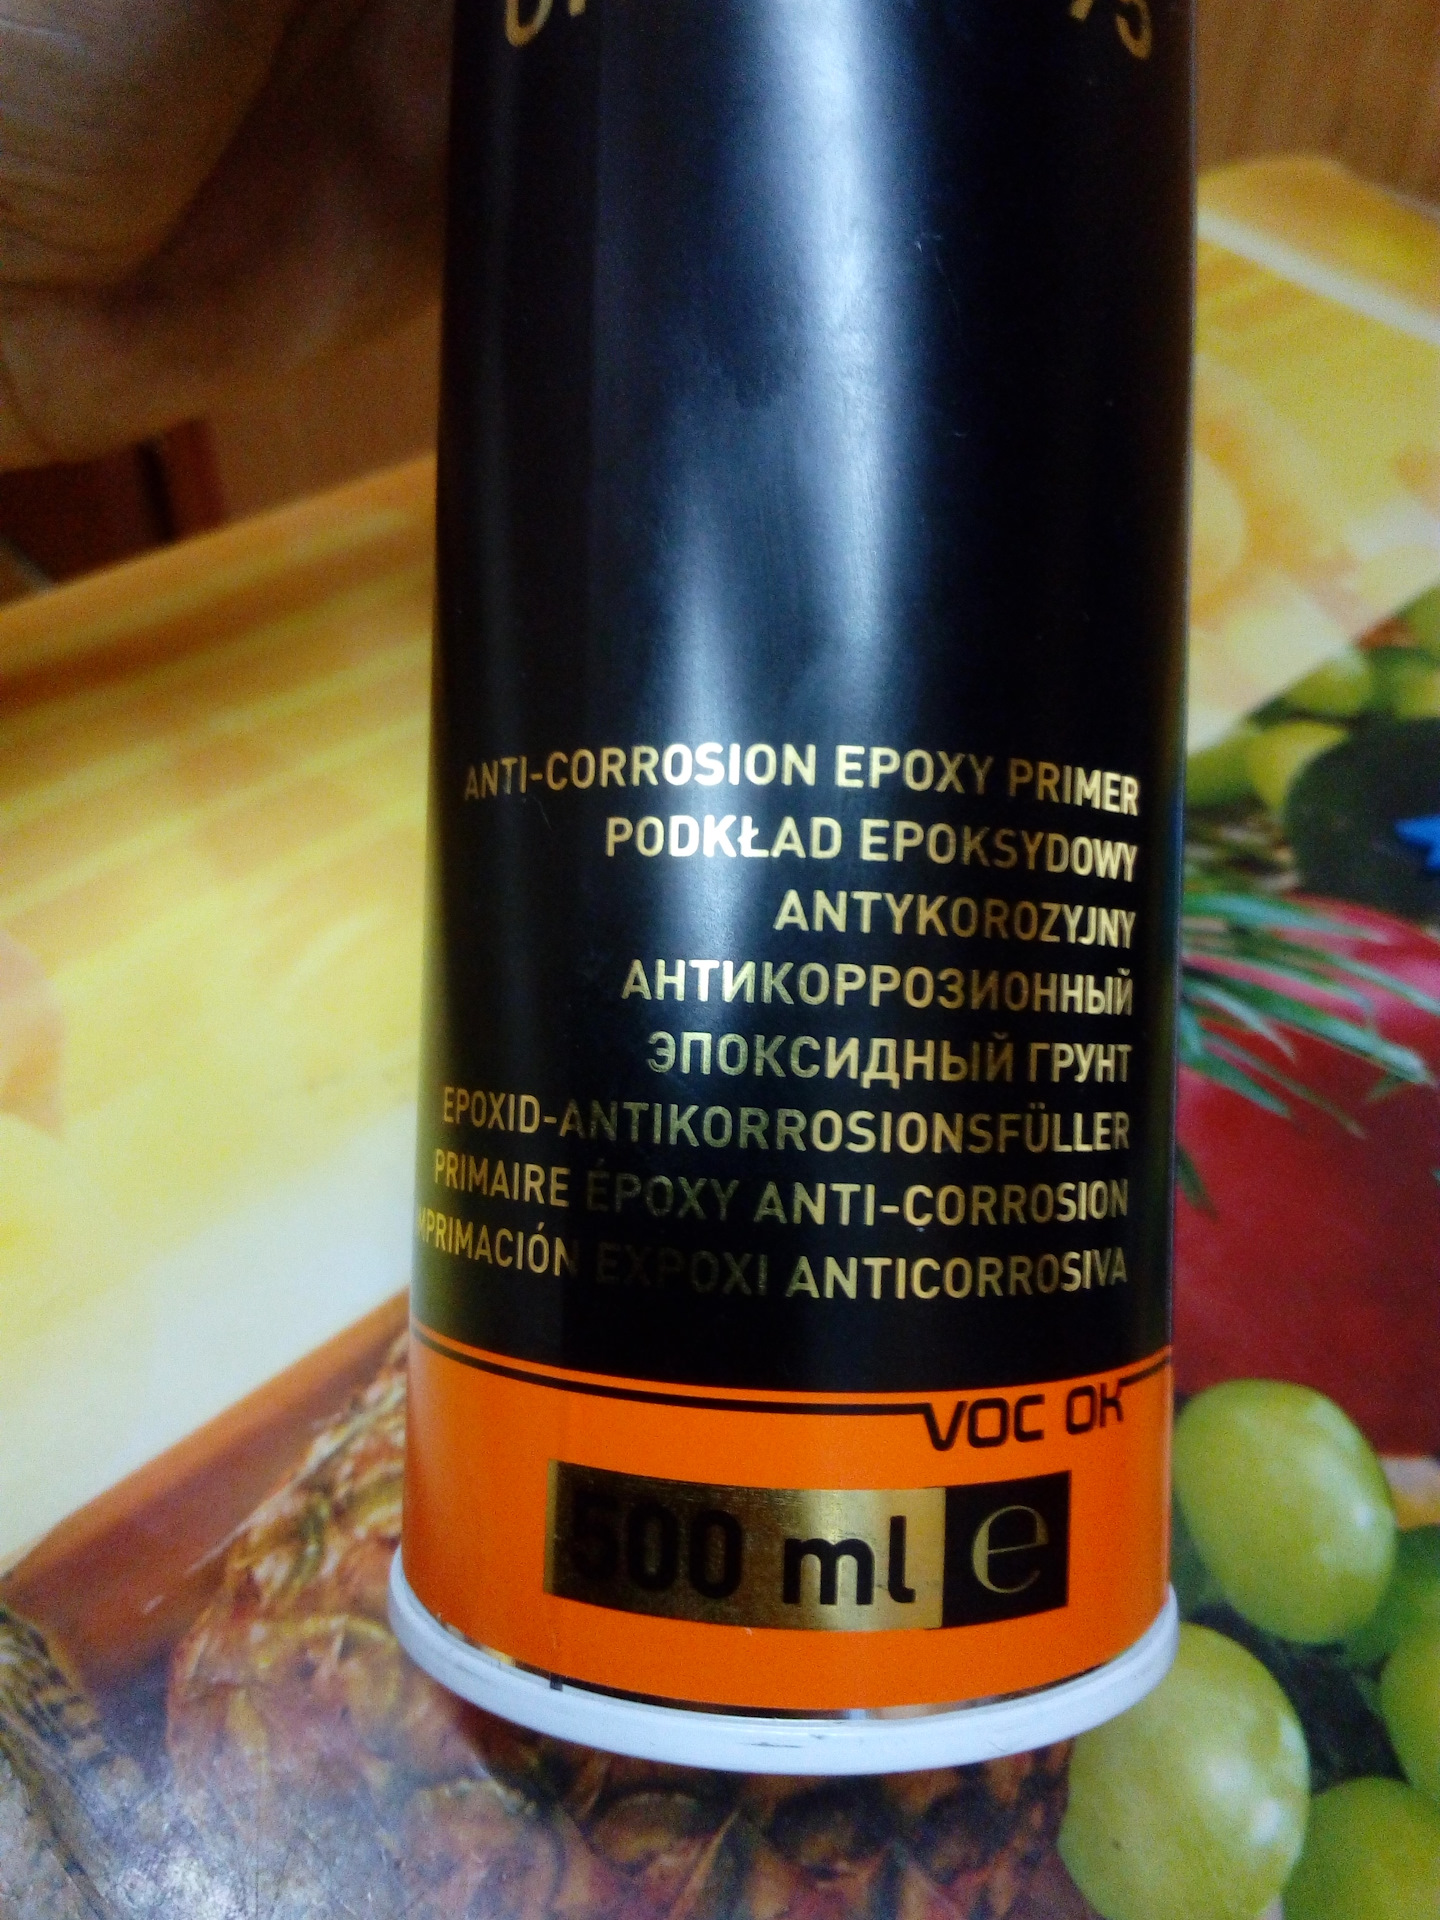 ANTI-CORROSION EPOXY PRIMER
PODKŁAD EPOKSYDOWY
ANTYKOROZYJNY
АНТИКОРРОЗИОННЫЙ
ЭПОКСИДНЫЙ ГРУНТ
EPOXID-ANTIKORROSIONSFÜLLER
PRIMAIRE ÉPOXY ANTI-CORROSION
IMPRIMACIÓN EXPOXI ANTICORROSIVA
VOC OK
500 ml e